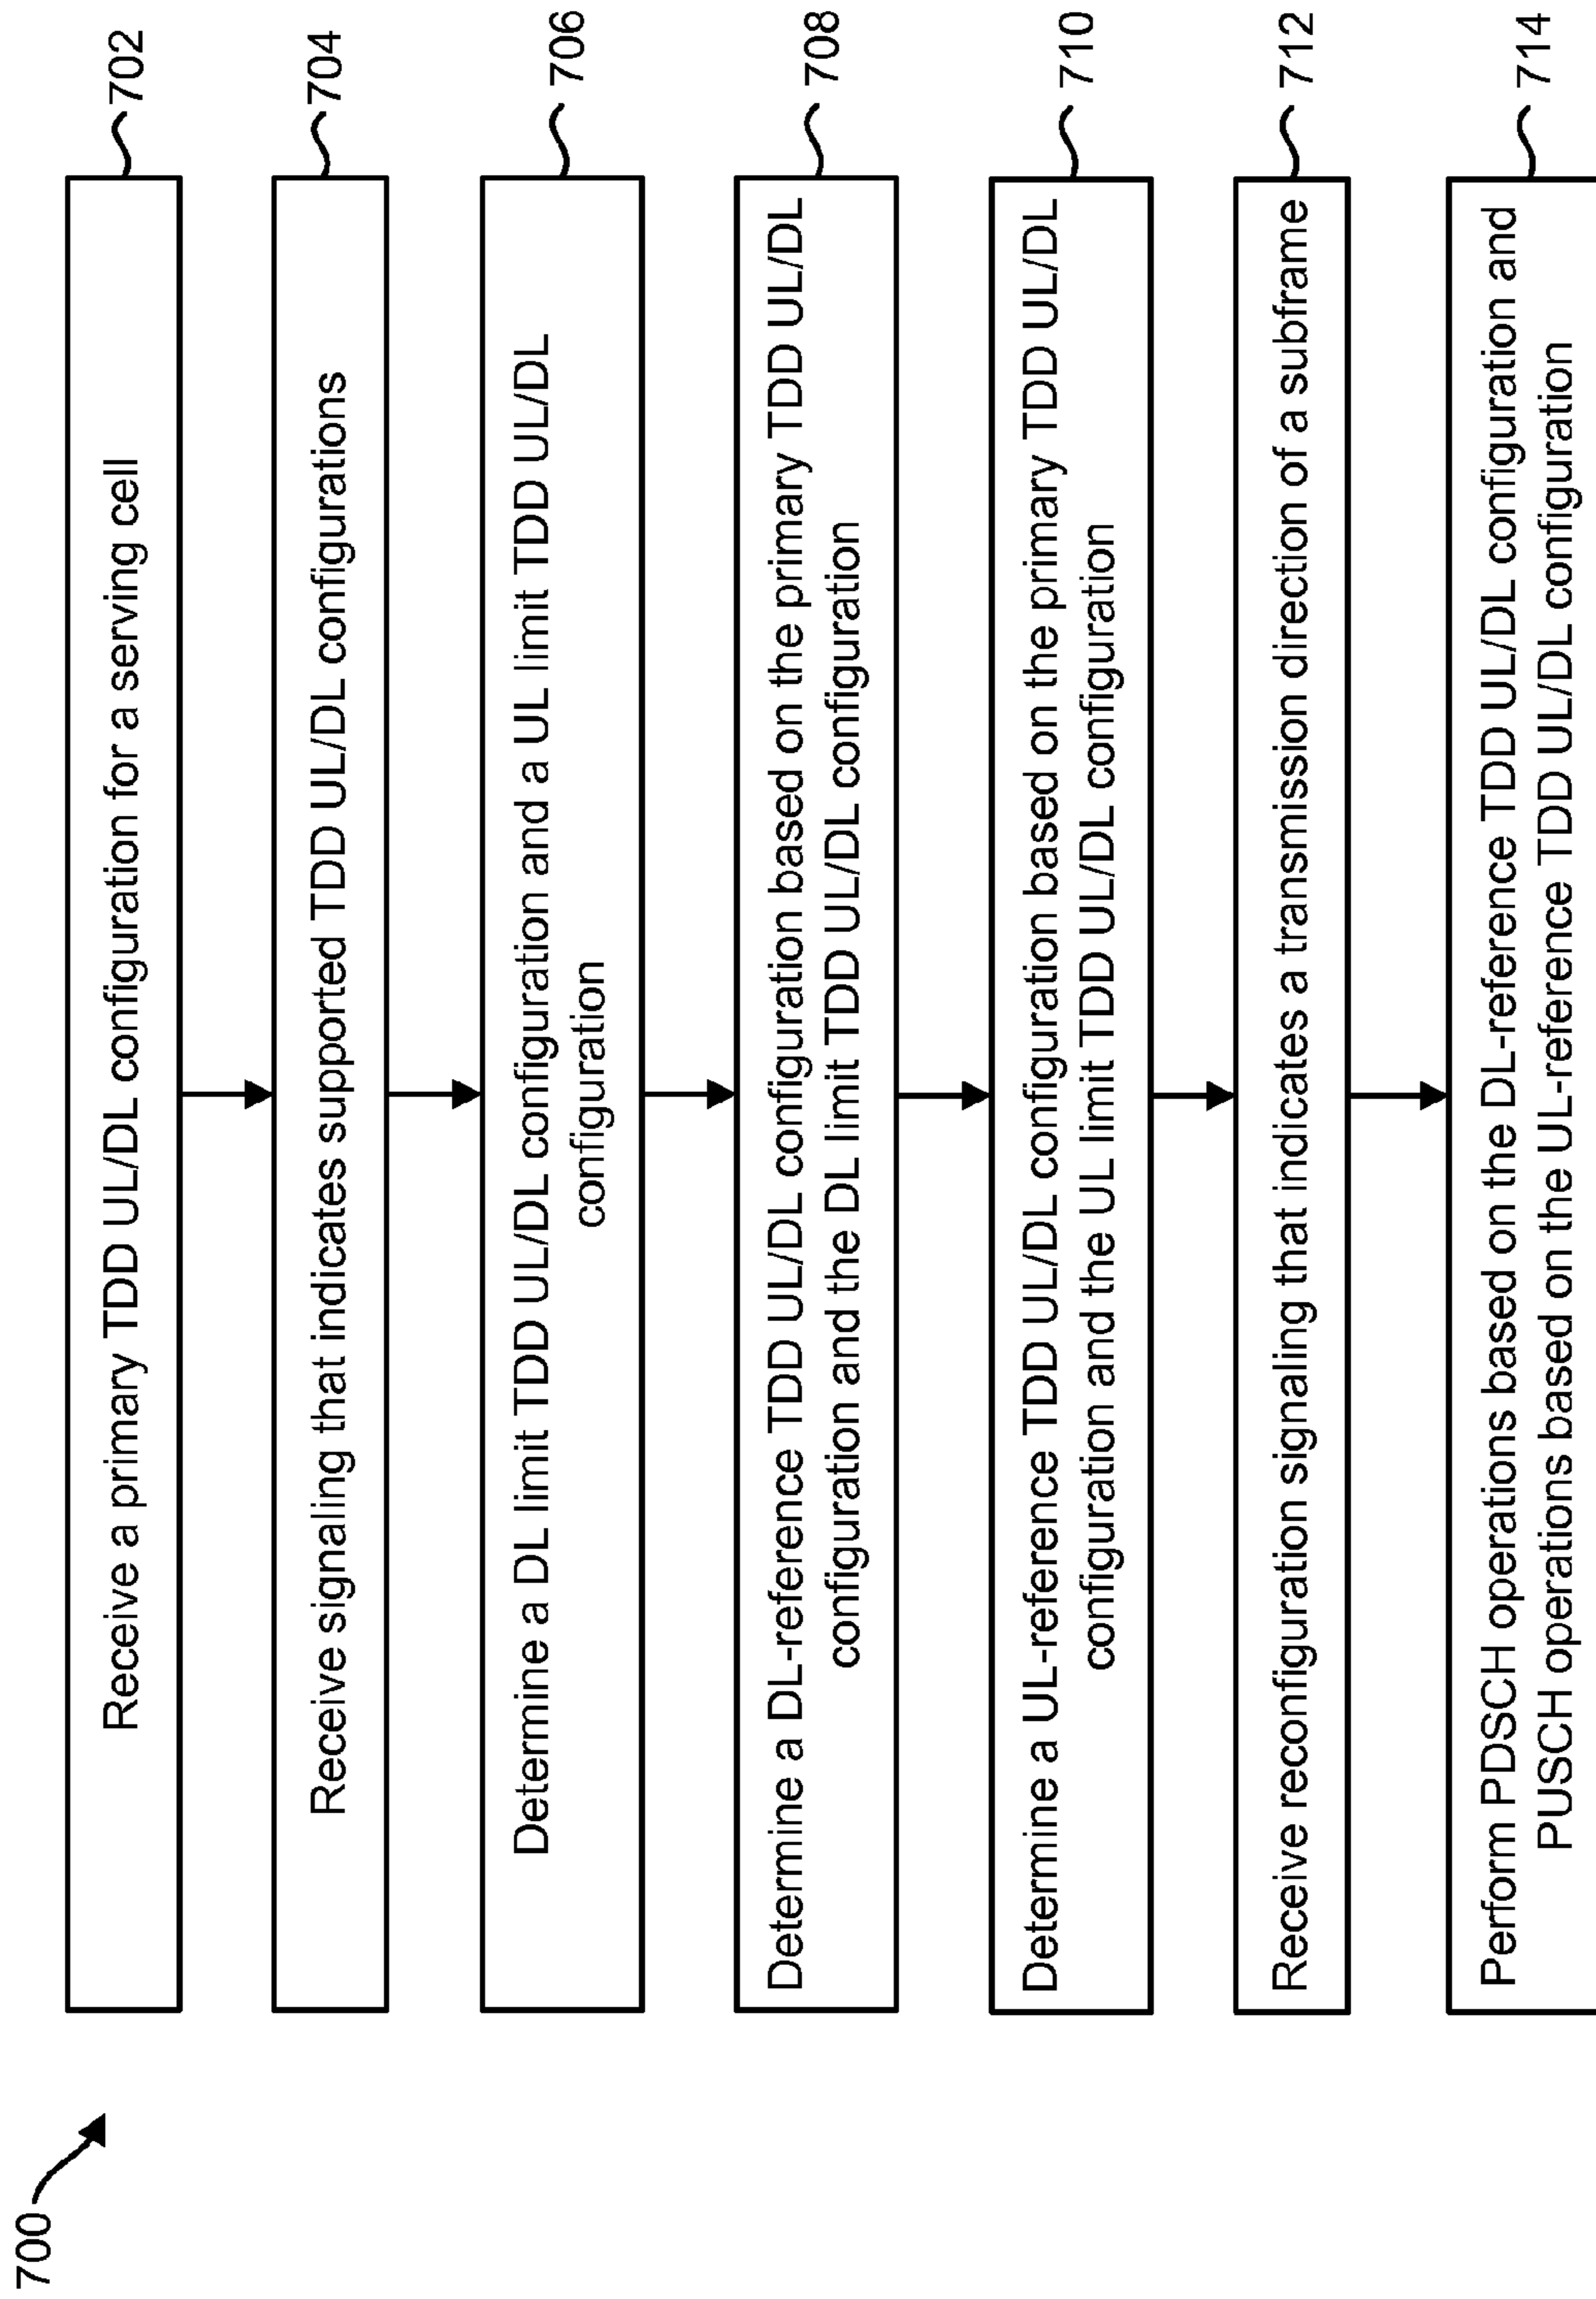 700
Receive a primary TDD UL/DL configuration for a serving cell
702
Receive signaling that indicates supported TDD UL/DL configurations
704
Determine a DL limit TDD UL/DL configuration and a UL limit TDD UL/DL
configuration
706
Determine a DL-reference TDD UL/DL configuration based on the primary TDD UL/DL
configuration and the DL limit TDD UL/DL configuration
708
Determine a UL-reference TDD UL/DL configuration based on the primary TDD UL/DL
configuration and the UL limit TDD UL/DL configuration
710
Receive reconfiguration signaling that indicates a transmission direction of a subframe
712
Perform PDSCH operations based on the DL-reference TDD UL/DL configuration and
PUSCH operations based on the UL-reference TDD UL/DL configuration
714